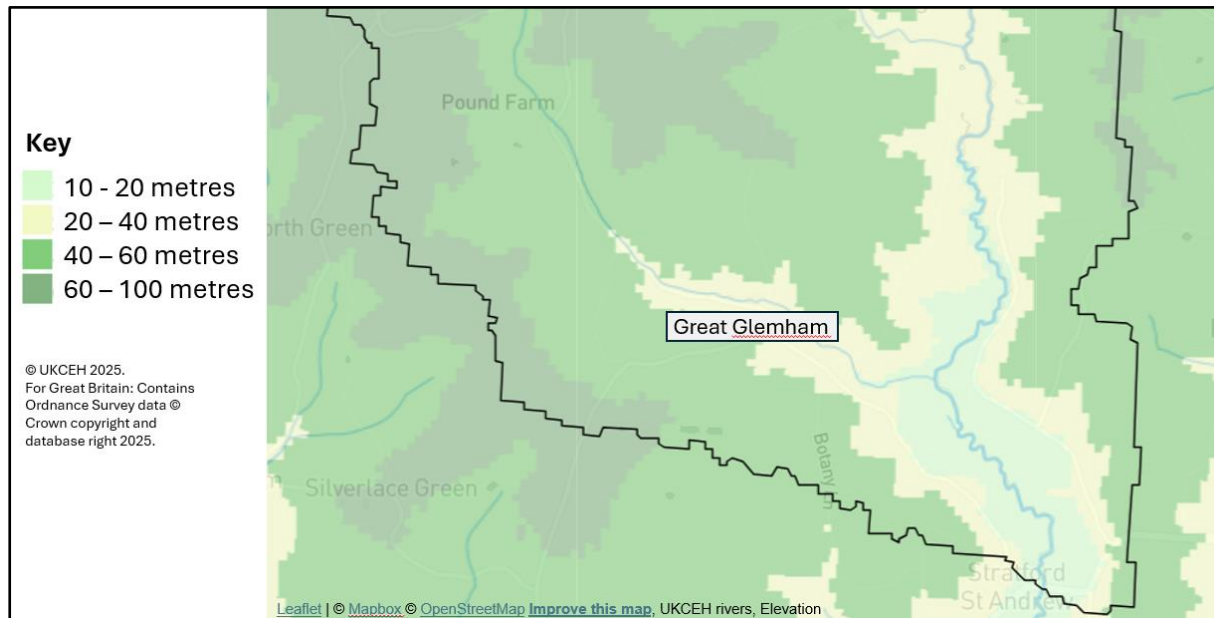 Key
10 - 20 metres
20 – 40 metres
40 – 60 metres
60 – 100 metres
© UKCEH 2025.
For Great Britain: Contains
Ordnance Survey data ©
Crown copyright and
database right 2025.
Pound Farm
orth Green
Great Glemham
Botany
Silverlace Green
Stratford
St Andrew
Leaflet | © Mapbox © OpenStreetMap Improve this map, UKCEH rivers, Elevation